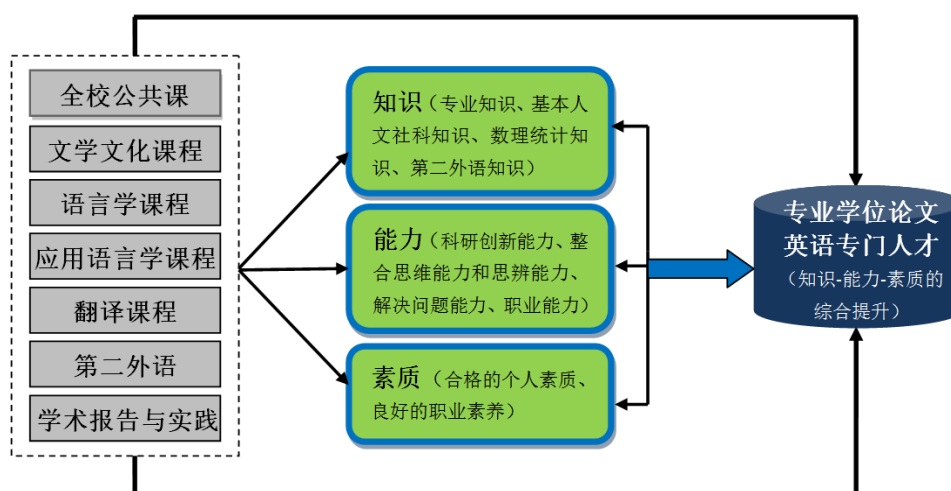 全校公共课
文学文化课程
语言学课程
应用语言学课程
翻译课程
第二外语
学术报告与实践
知识（专业知识、基本人
文社科知识、数理统计知
识、第二外语知识）
能力（科研创新能力、整
合思维能力和思辨能力、
解决问题能力、职业能力）
素质（合格的个人素质、
良好的职业素养）
专业学位论文
英语专门人才
（知识-能力-素质的
综合提升）